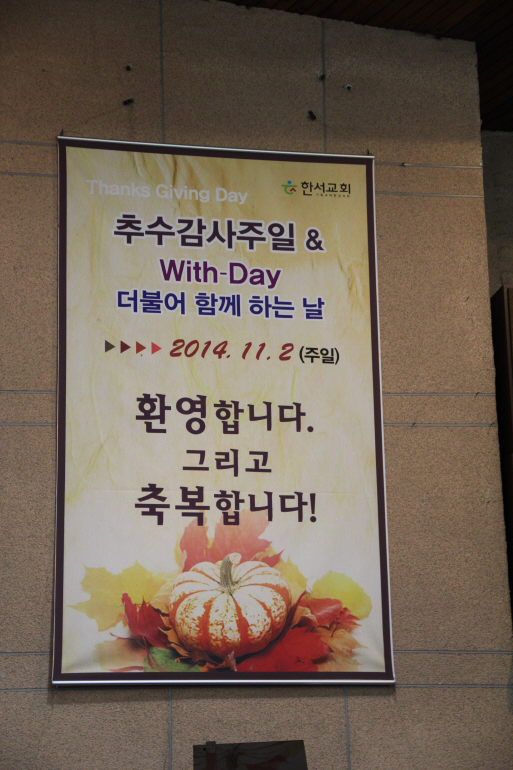 Thanks Giving Day
한서교회
추수감사주일 &
With-Day
더불어 함께 하는 날
2014. 11. 2 (주일)
환영합니다.
그리고
축복합니다!